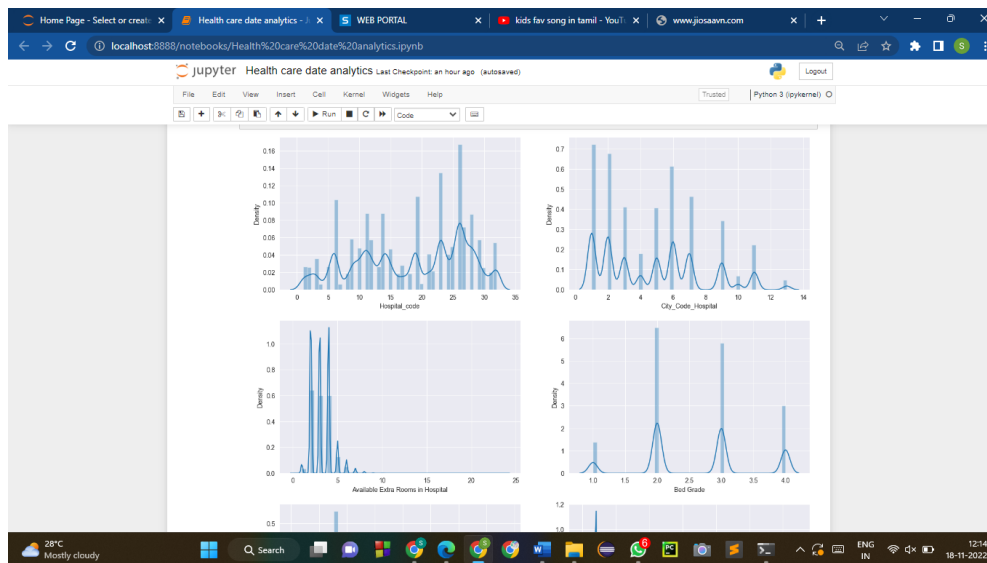 Home Page - Select or create
Health care date analytics - J
WEB PORTAL
kids fav song in tamil - YouT
www.jiosaavn.com
localhost:8888/notebooks/Health%20care%20date%20analytics.ipynb
S
jupyter Health care date analytics Last Checkpoint: an hour ago (autosaved)
Logout
File Edit View Insert Cell Kernel Widgets Help
Trusted Python 3 (ipykernel)
Run Code
0.16
0.14
0.12
0.10
0.08
0.06
0.04
0.02
0.00
Density
0 5 10 15 20 25 30 35
Hospital_code
0.7
0.6
0.5
0.4
0.3
0.2
0.1
0.0
Density
0 2 4 6 8 10 12 14
City_Code_Hospital
1.0
0.8
0.6
0.4
0.2
0.0
Density
0 5 10 15 20 25
Available Extra Rooms in Hospital
6
5
4
3
2
1
0
Density
1.0 1.5 2.0 2.5 3.0 3.5 4.0
Bed Grade
0.5
1.2
1.0
28°C
Mostly cloudy
Search
6
ENG
IN
12:14
18-11-2022